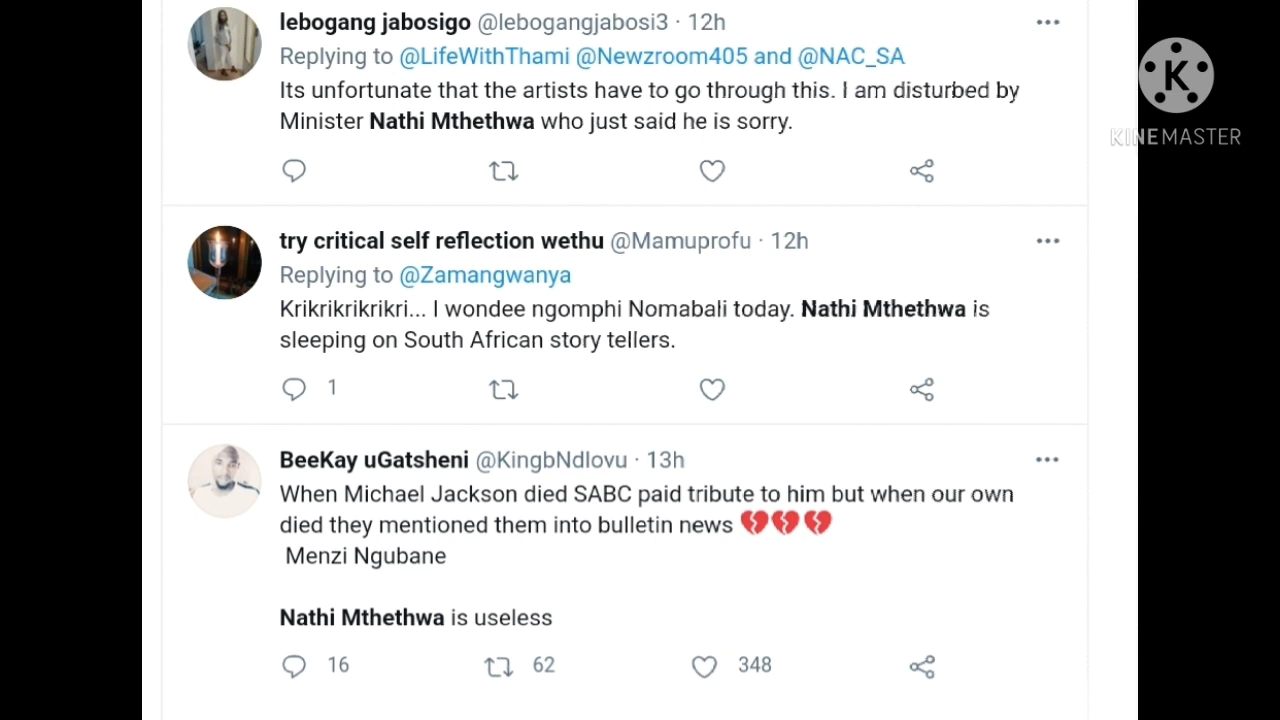 lebogang jabosigo @lebogangjabosi3 · 12h
Replying to @LifeWithThami @Newzroom405 and @NAC_SA
Its unfortunate that the artists have to go through this. I am disturbed by
Minister Nathi Mthethwa who just said he is sorry.
K
KINEMASTER
try critical self reflection wethu @Mamuprofu · 12h
Replying to @Zamangwanya
Krikrikrikrikri... I wondee ngomphi Nomabali today. Nathi Mthethwa is
sleeping on South African story tellers.
1
BeeKay uGatsheni @KingbNdlovu · 13h
When Michael Jackson died SABC paid tribute to him but when our own
died they mentioned them into bulletin news 💔💔💔
Menzi Ngubane
Nathi Mthethwa is useless
16 62 348